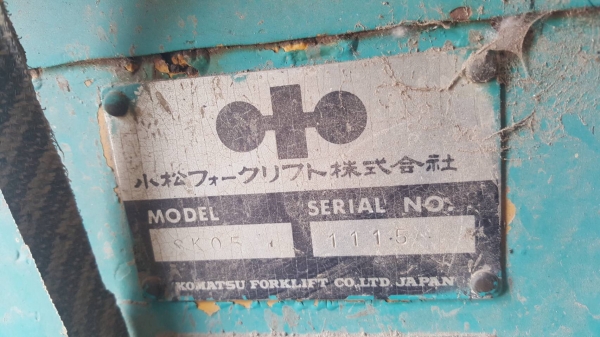 小松フォークリフト株式会社
MODEL SERIAL NO.
SK05 1115
KOMATSU FORKLIFT CO., LTD. JAPAN